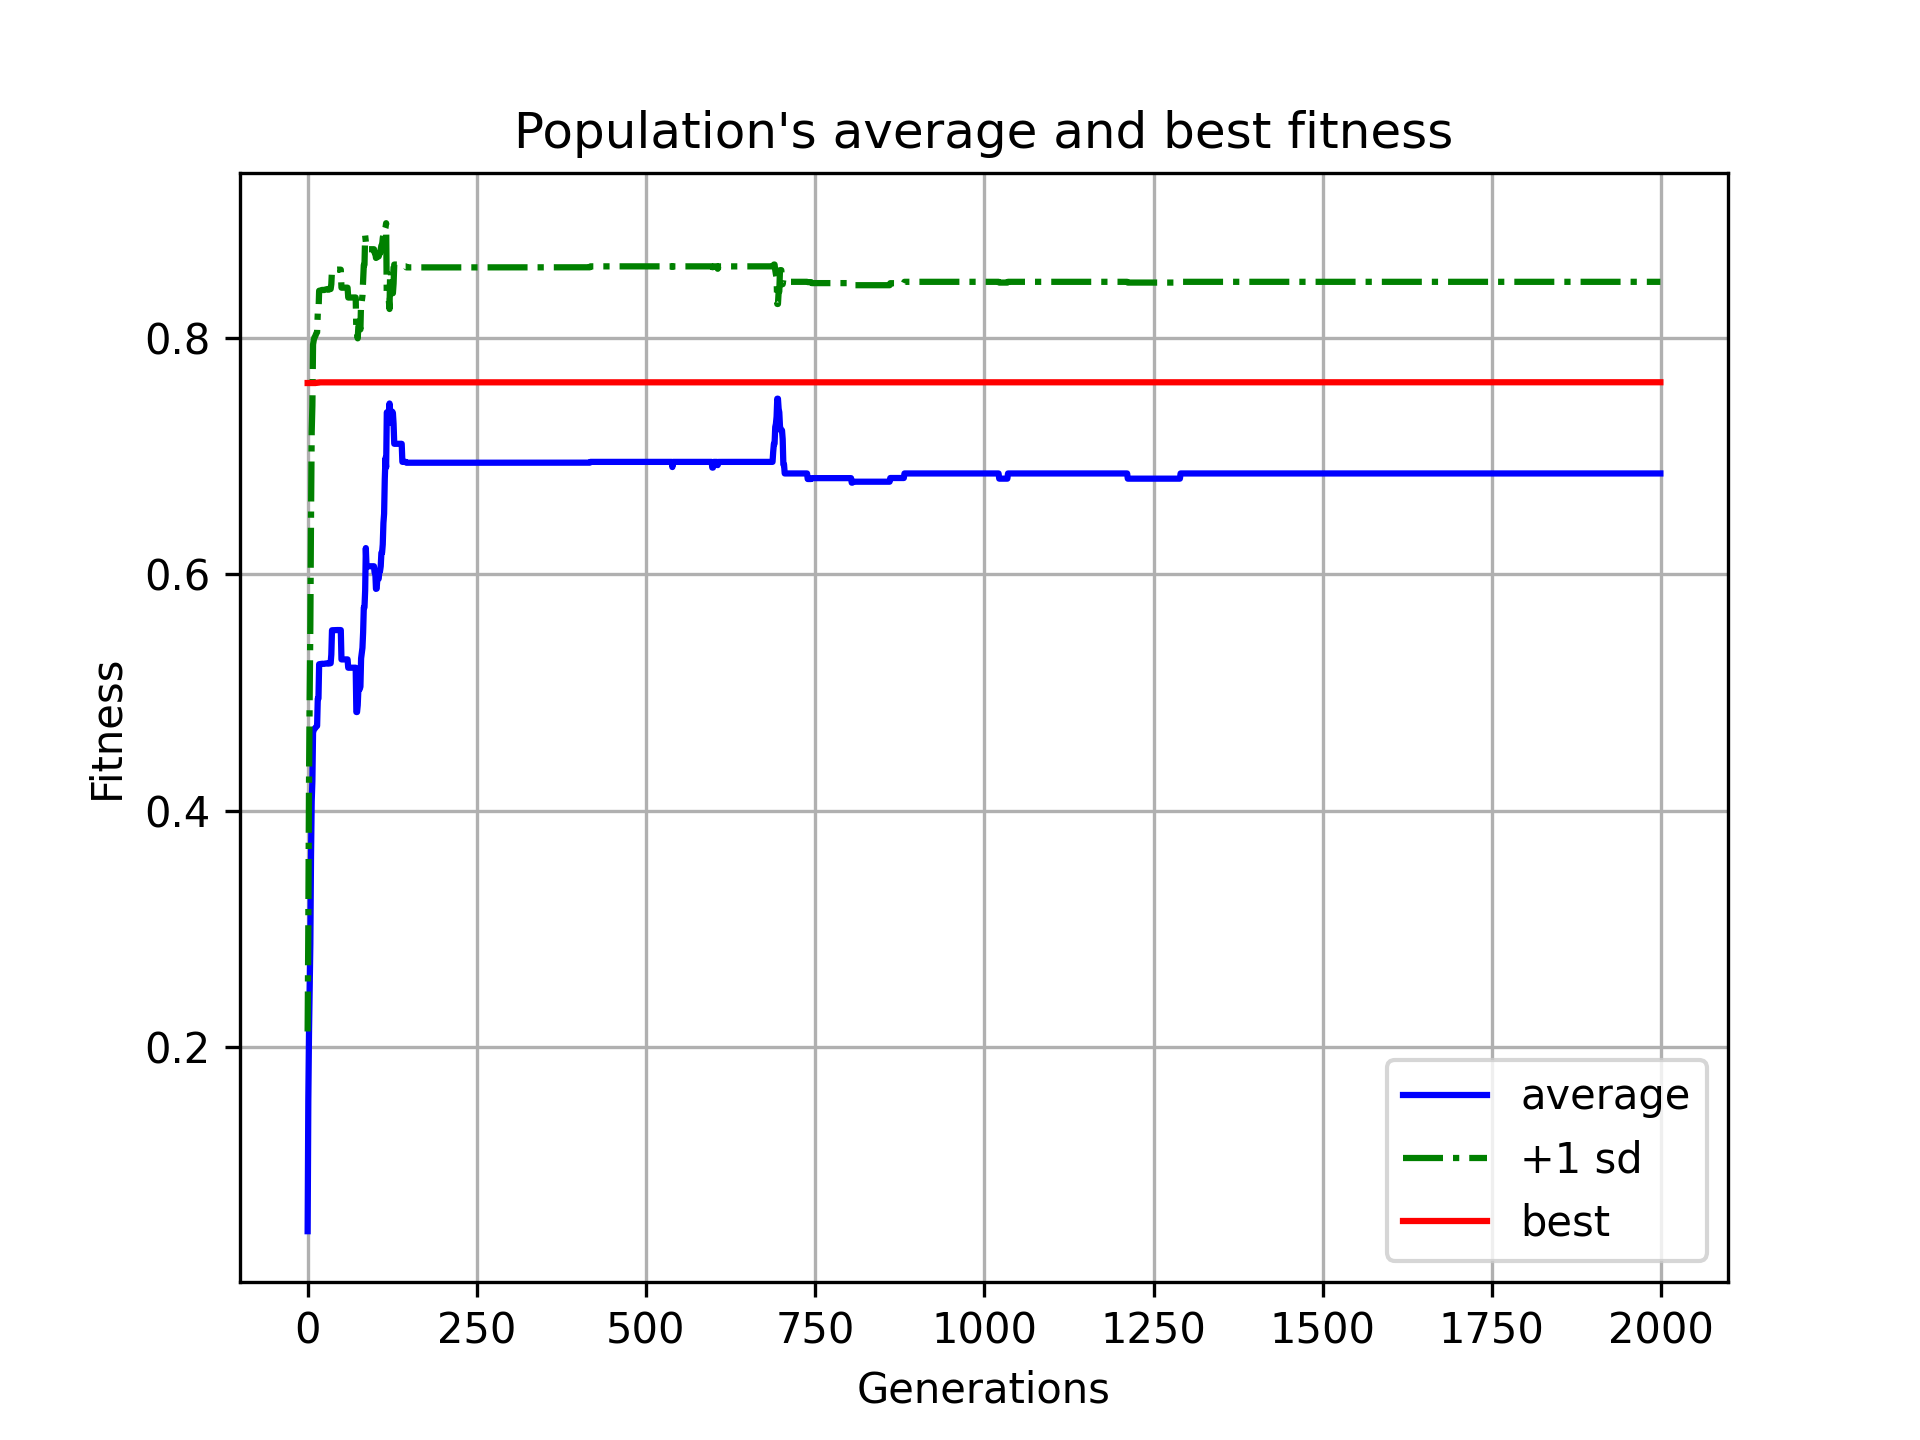 Population's average and best fitness
Fitness
0.8
0.6
0.4
0.2
0 250 500 750 1000 1250 1500 1750 2000
Generations
average
+1 sd
best